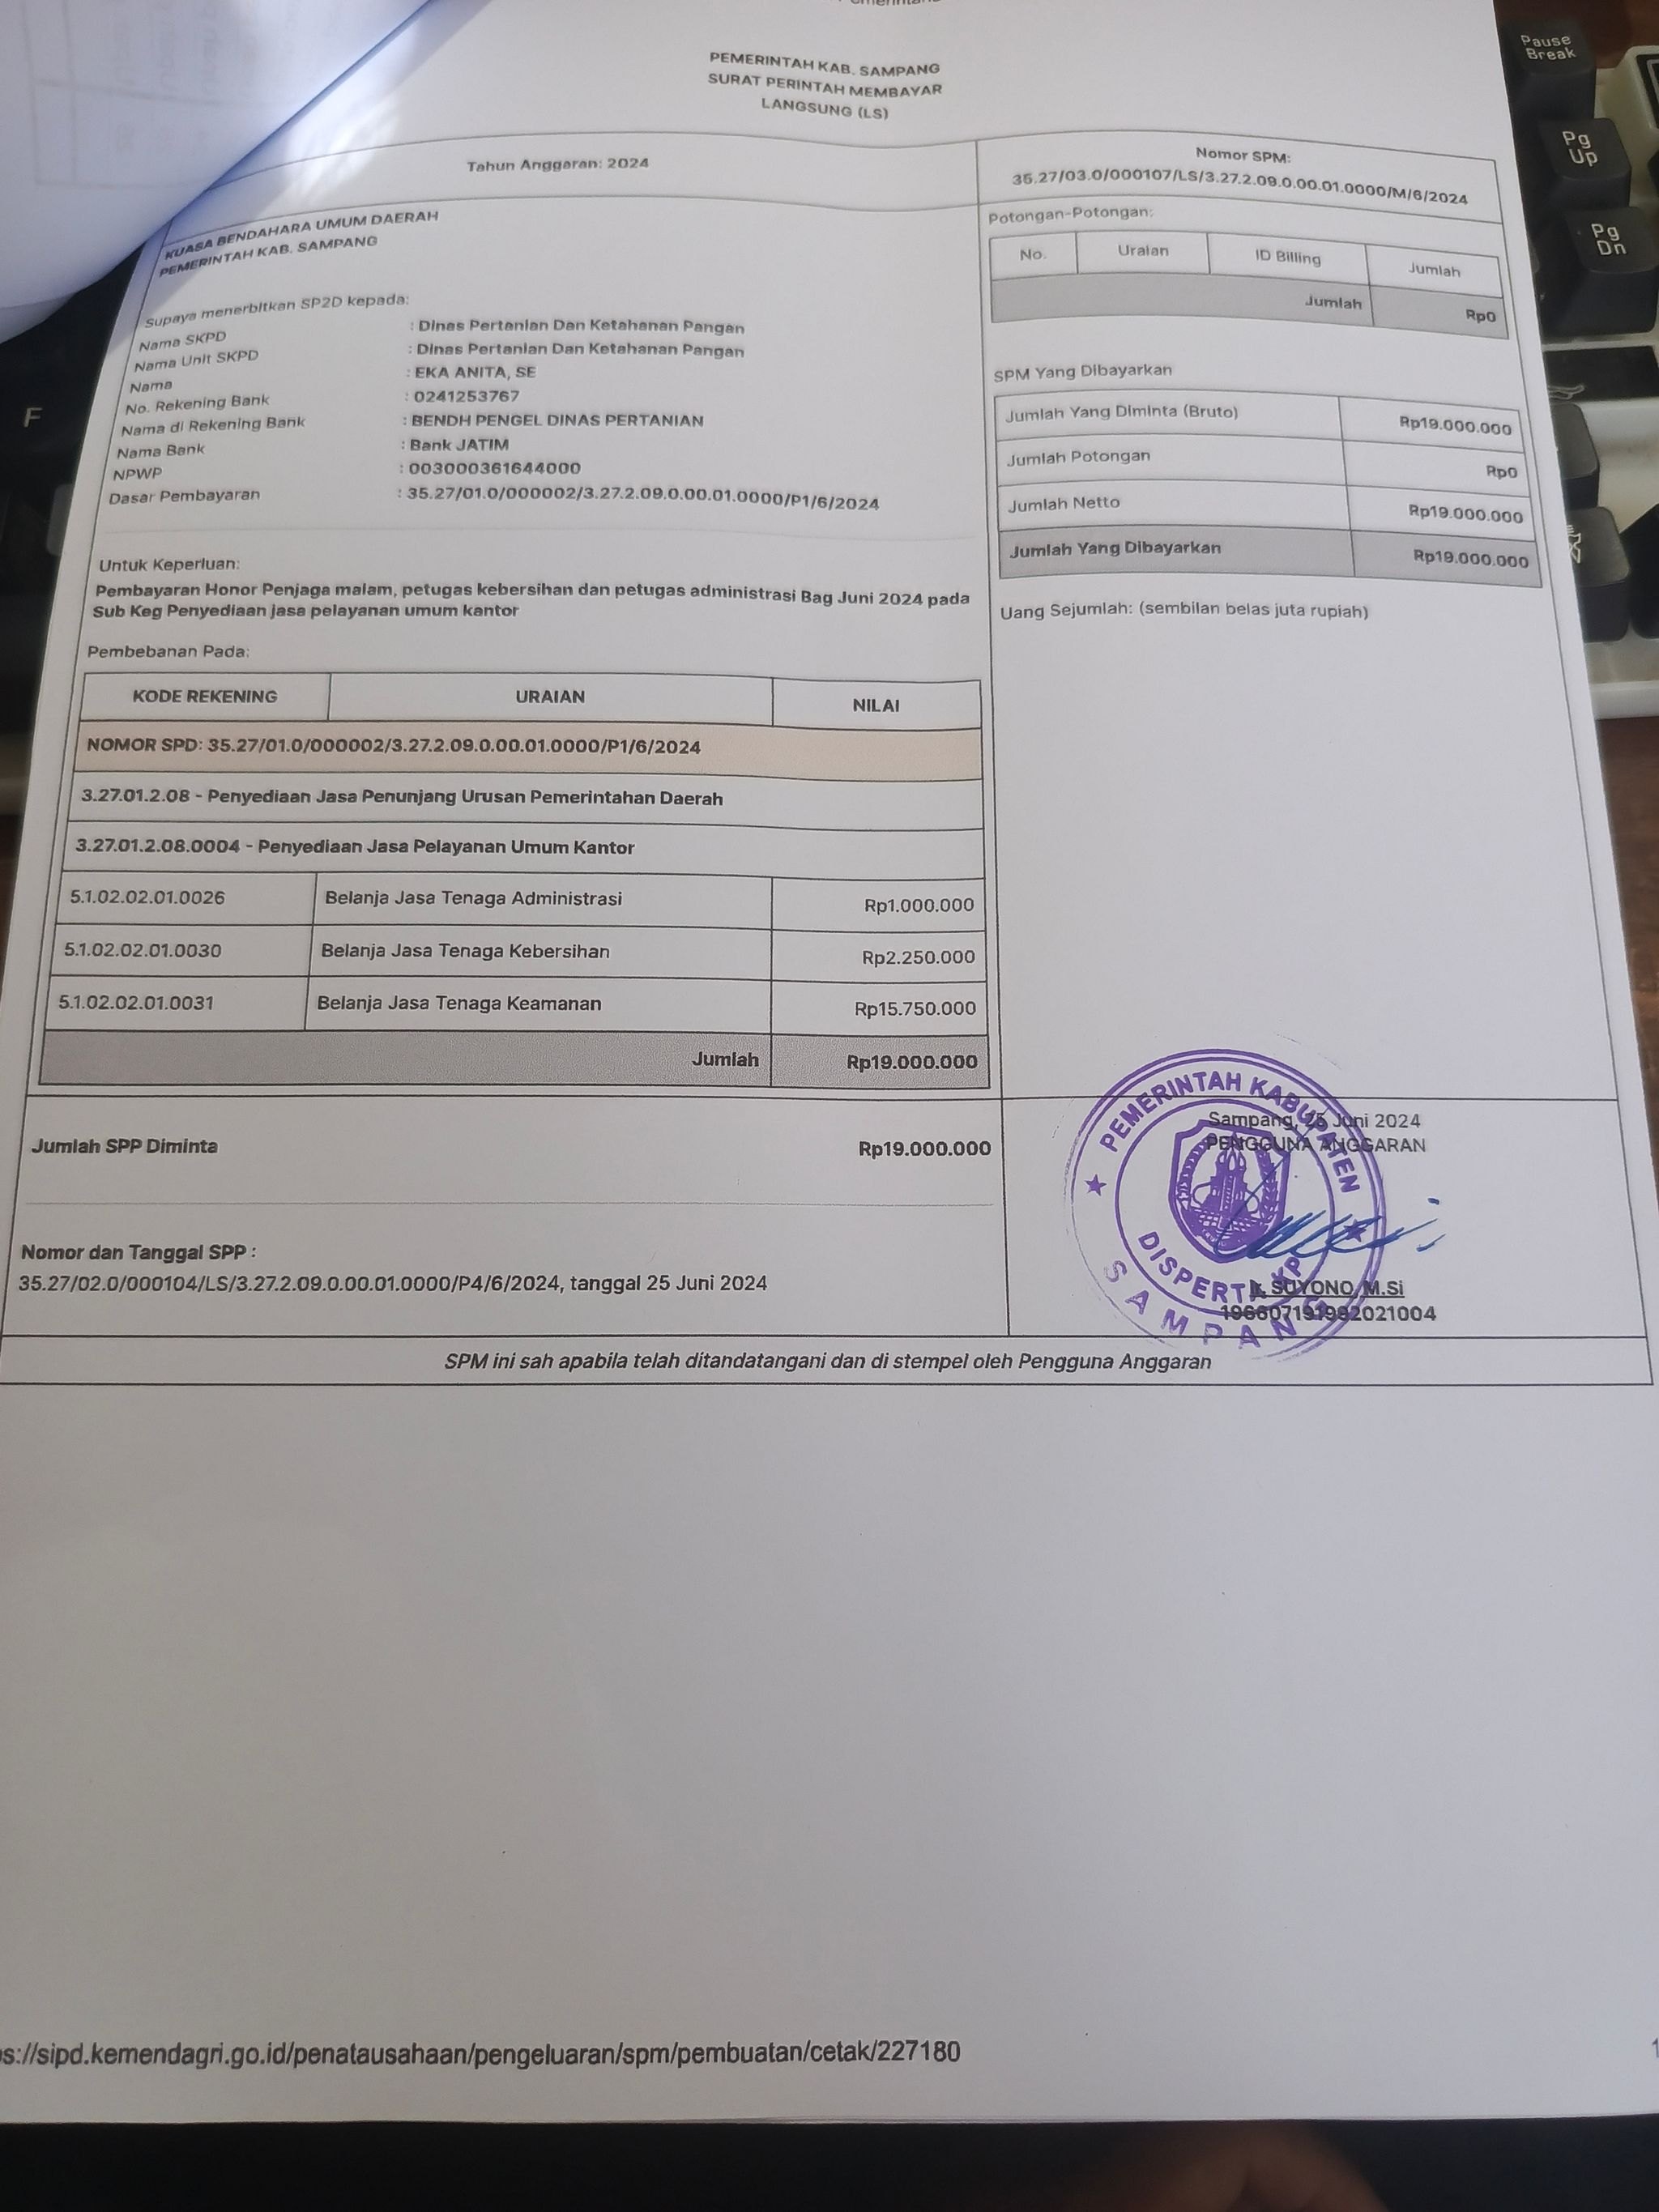 PEMERINTAH KAB. SAMPANG
SURAT PERINTAH MEMBAYAR
LANGSUNG (LS)
Tahun Anggaran: 2024
Nomor SPM:
35.27/03.0/000107/LS/3.27.2.09.0.00.01.0000/M/6/2024
KUASA BENDAHARA UMUM DAERAH
PEMERINTAH KAB. SAMPANG
Supaya menerbitkan SP2D kepada:
Nama SKPD : Dinas Pertanian Dan Ketahanan Pangan
Nama Unit SKPD : Dinas Pertanian Dan Ketahanan Pangan
Nama : EKA ANITA, SE
No. Rekening Bank : 0241253767
Nama di Rekening Bank : BENDH PENGEL DINAS PERTANIAN
Nama Bank : Bank JATIM
NPWP : 003000361644000
Dasar Pembayaran : 35.27/01.0/000002/3.27.2.09.0.00.01.0000/P1/6/2024
Untuk Keperluan:
Pembayaran Honor Penjaga malam, petugas kebersihan dan petugas administrasi Bag Juni 2024 pada
Sub Keg Penyediaan jasa pelayanan umum kantor
Pembebanan Pada:
KODE REKENING URAIAN NILAI
NOMOR SPD: 35.27/01.0/000002/3.27.2.09.0.00.01.0000/P1/6/2024
3.27.01.2.08 - Penyediaan Jasa Penunjang Urusan Pemerintahan Daerah
3.27.01.2.08.0004 - Penyediaan Jasa Pelayanan Umum Kantor
5.1.02.02.01.0026 Belanja Jasa Tenaga Administrasi Rp1.000.000
5.1.02.02.01.0030 Belanja Jasa Tenaga Kebersihan Rp2.250.000
5.1.02.02.01.0031 Belanja Jasa Tenaga Keamanan Rp15.750.000
Jumlah Rp19.000.000
Potongan-Potongan:
No. Uraian ID Billing Jumlah
Jumlah Rp0
SPM Yang Dibayarkan
Jumlah Yang Diminta (Bruto) Rp19.000.000
Jumlah Potongan Rp0
Jumlah Netto Rp19.000.000
Jumlah Yang Dibayarkan Rp19.000.000
Uang Sejumlah: (sembilan belas juta rupiah)
Jumlah SPP Diminta Rp19.000.000
Nomor dan Tanggal SPP :
35.27/02.0/000104/LS/3.27.2.09.0.00.01.0000/P4/6/2024, tanggal 25 Juni 2024
Sampang, 25 Juni 2024
PENGGUNA ANGGARAN
PEMERINTAH KABUPATEN
DISPERTA KP
SAMPANG
Ir. SUYONO, M.Si
196607191992021004
SPM ini sah apabila telah ditandatangani dan di stempel oleh Pengguna Anggaran
ps://sipd.kemendagri.go.id/penatausahaan/pengeluaran/spm/pembuatan/cetak/227180
Pause
Break
Pg
Up
Pg
Dn
F